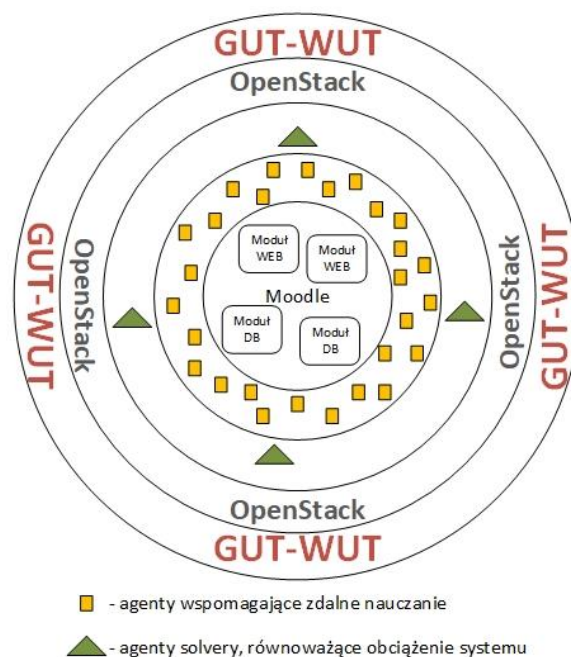 GUT-WUT
OpenStack
GUT-WUT
OpenStack
Moduł
WEB
Moduł
WEB
Moodle
Moduł
DB
Moduł
DB
OpenStack
GUT-WUT
OpenStack
GUT-WUT
- agenty wspomagające zdalne nauczanie
- agenty solvery, równoważące obciążenie systemu